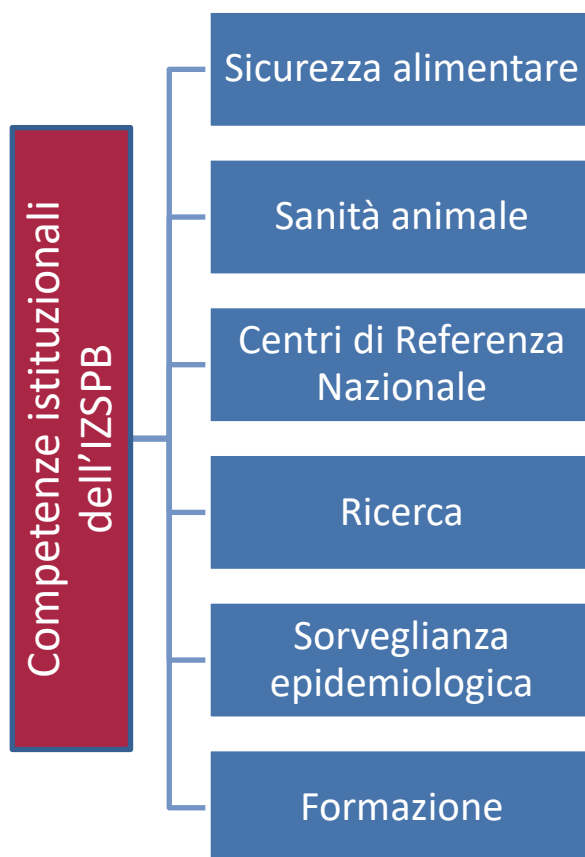 Competenze istituzionali
dell’IZSPB
Sicurezza alimentare
Sanità animale
Centri di Referenza
Nazionale
Ricerca
Sorveglianza
epidemiologica
Formazione